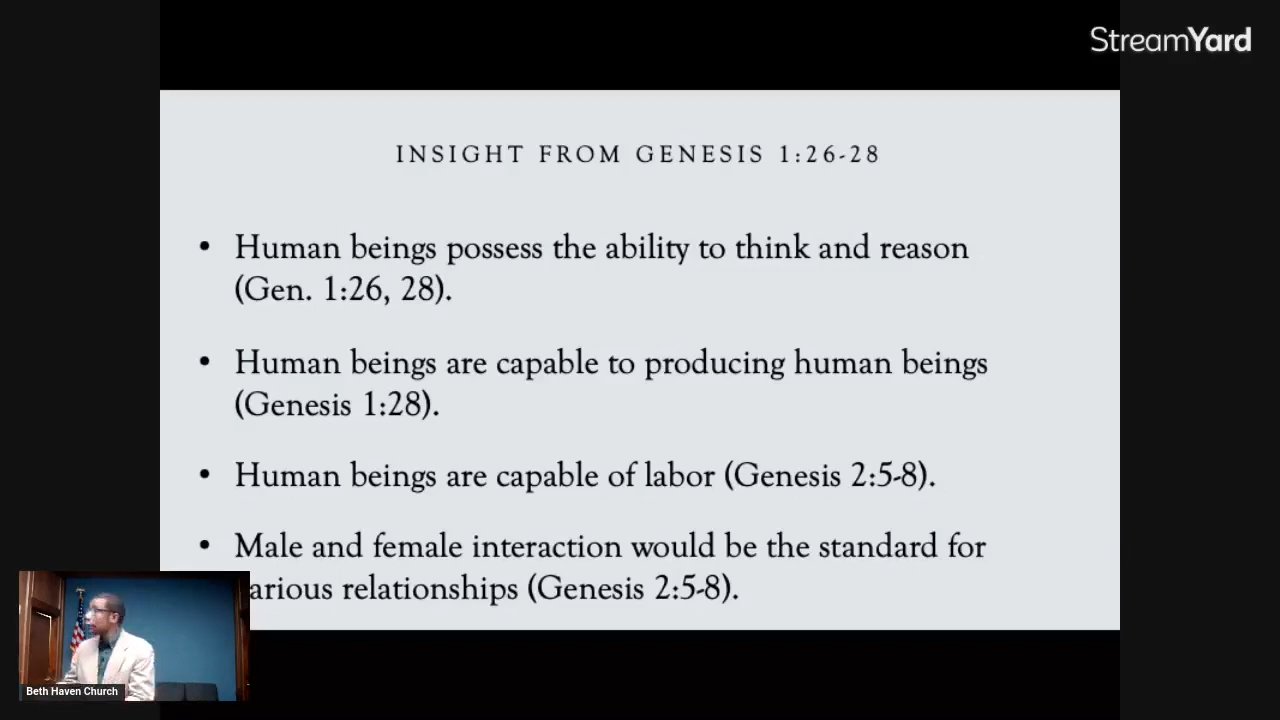 StreamYard
INSIGHT FROM GENESIS 1:26-28
• Human beings possess the ability to think and reason
(Gen. 1:26, 28).
• Human beings are capable to producing human beings
(Genesis 1:28).
• Human beings are capable of labor (Genesis 2:5-8).
• Male and female interaction would be the standard for
arious relationships (Genesis 2:5-8).
Beth Haven Church